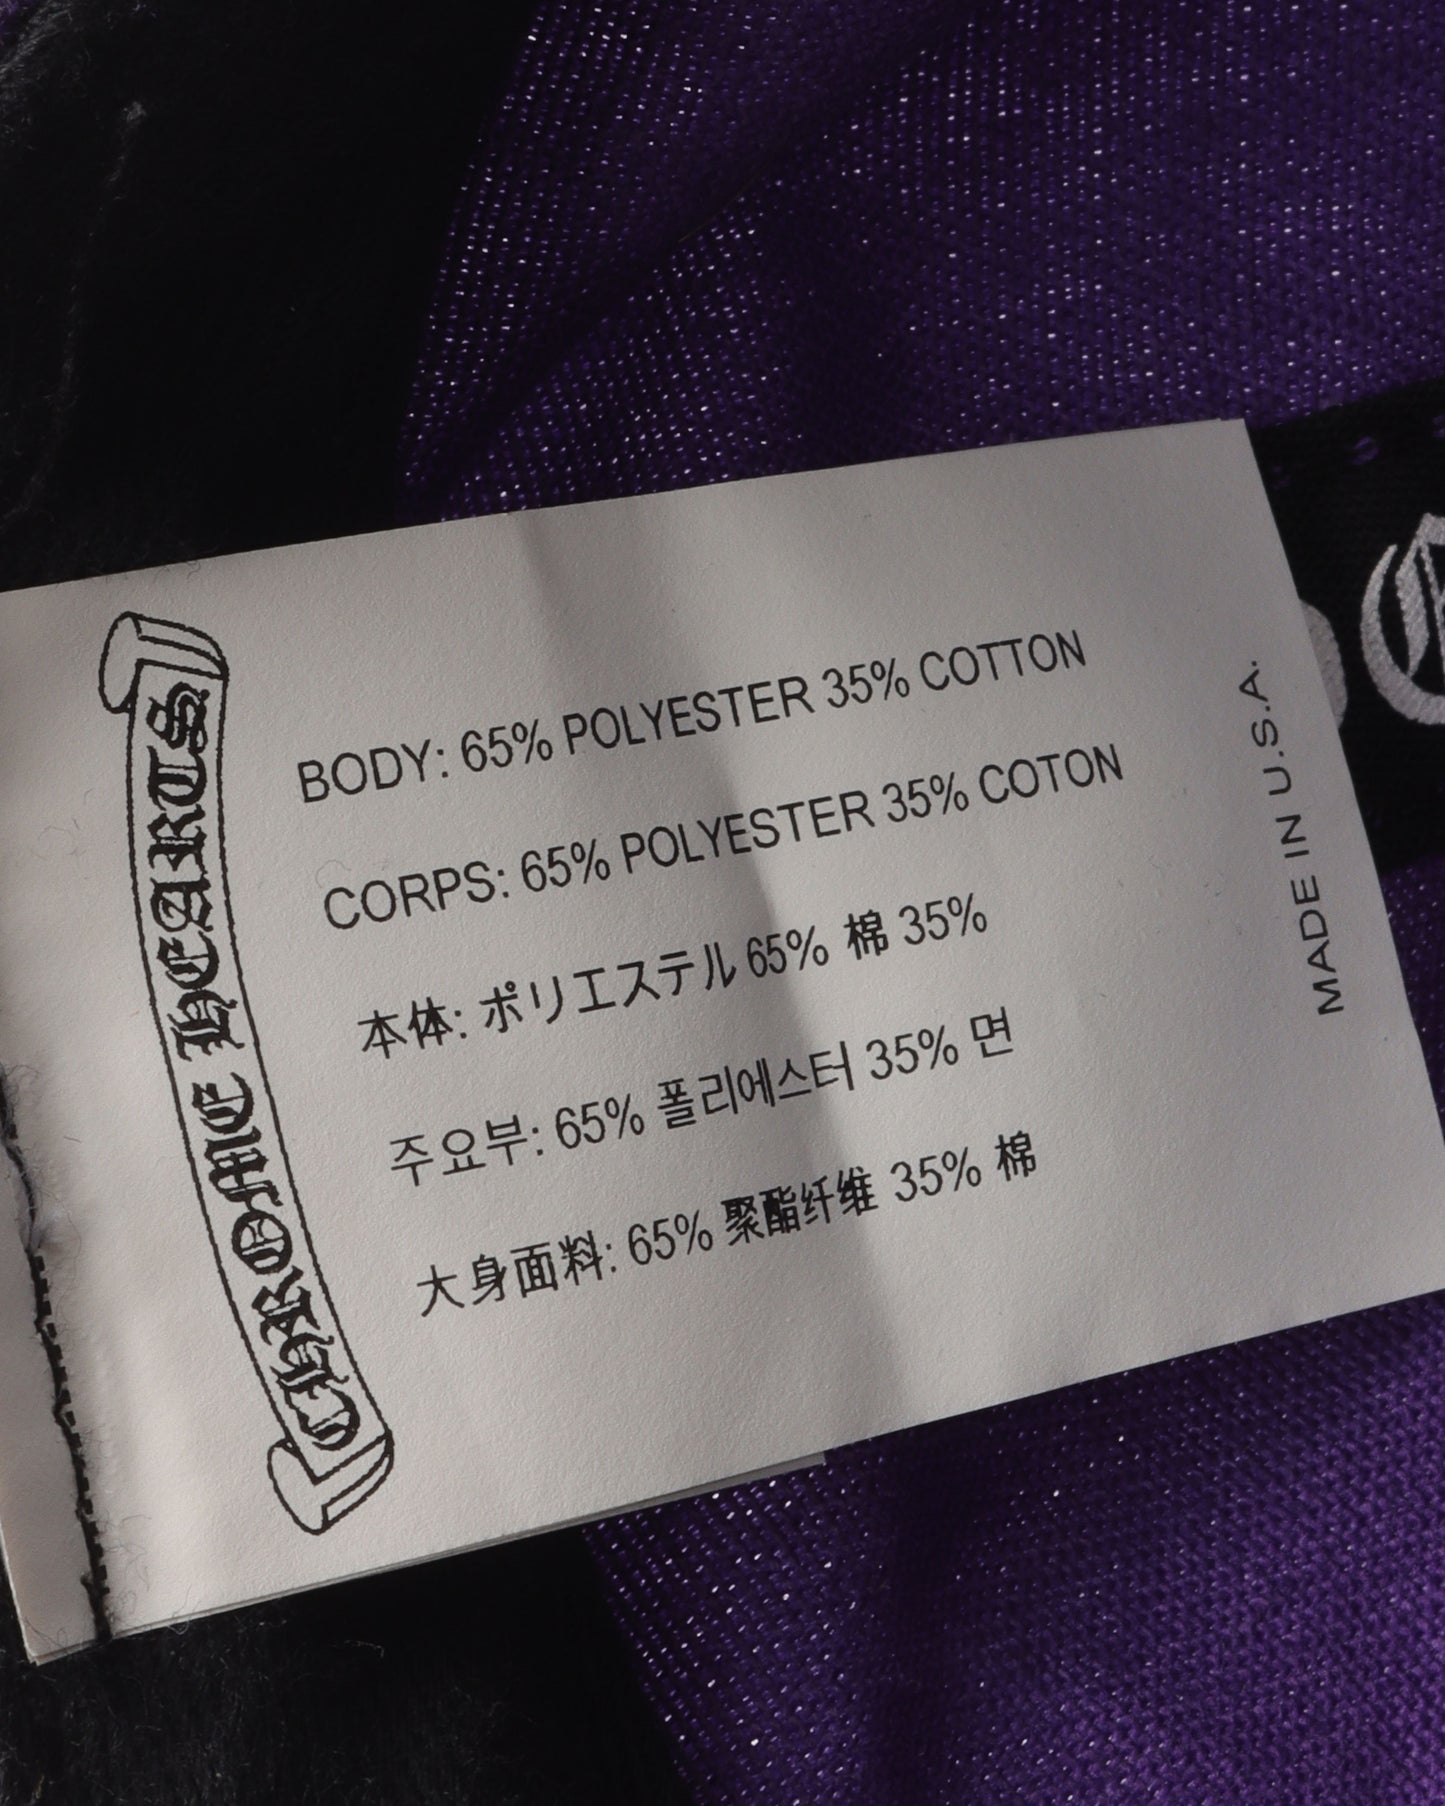 CHROME HEARTS
BODY: 65% POLYESTER 35% COTTON
CORPS: 65% POLYESTER 35% COTON
本体: ポリエステル 65% 棉 35%
주요부: 65% 폴리에스터 35% 면
大身面料: 65% 聚酯纤维 35% 棉
MADE IN U.S.A.